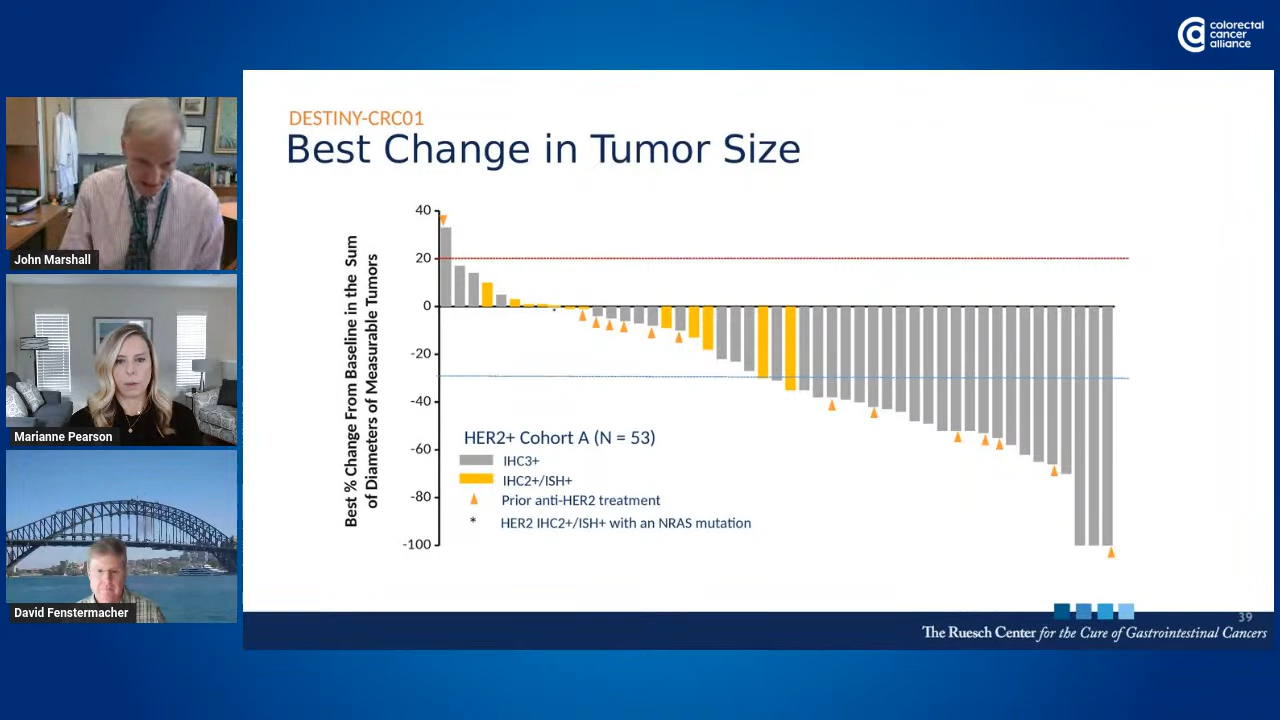 colorectal
cancer
alliance
DESTINY-CRC01
Best Change in Tumor Size
Best % Change From Baseline in the Sum
of Diameters of Measurable Tumors
40
20
0
-20
-40
-60
-80
-100
*
HER2+ Cohort A (N = 53)
IHC3+
IHC2+/ISH+
Prior anti-HER2 treatment
* HER2 IHC2+/ISH+ with an NRAS mutation
39
The Ruesch Center for the Cure of Gastrointestinal Cancers
John Marshall
Marianne Pearson
David Fenstermacher